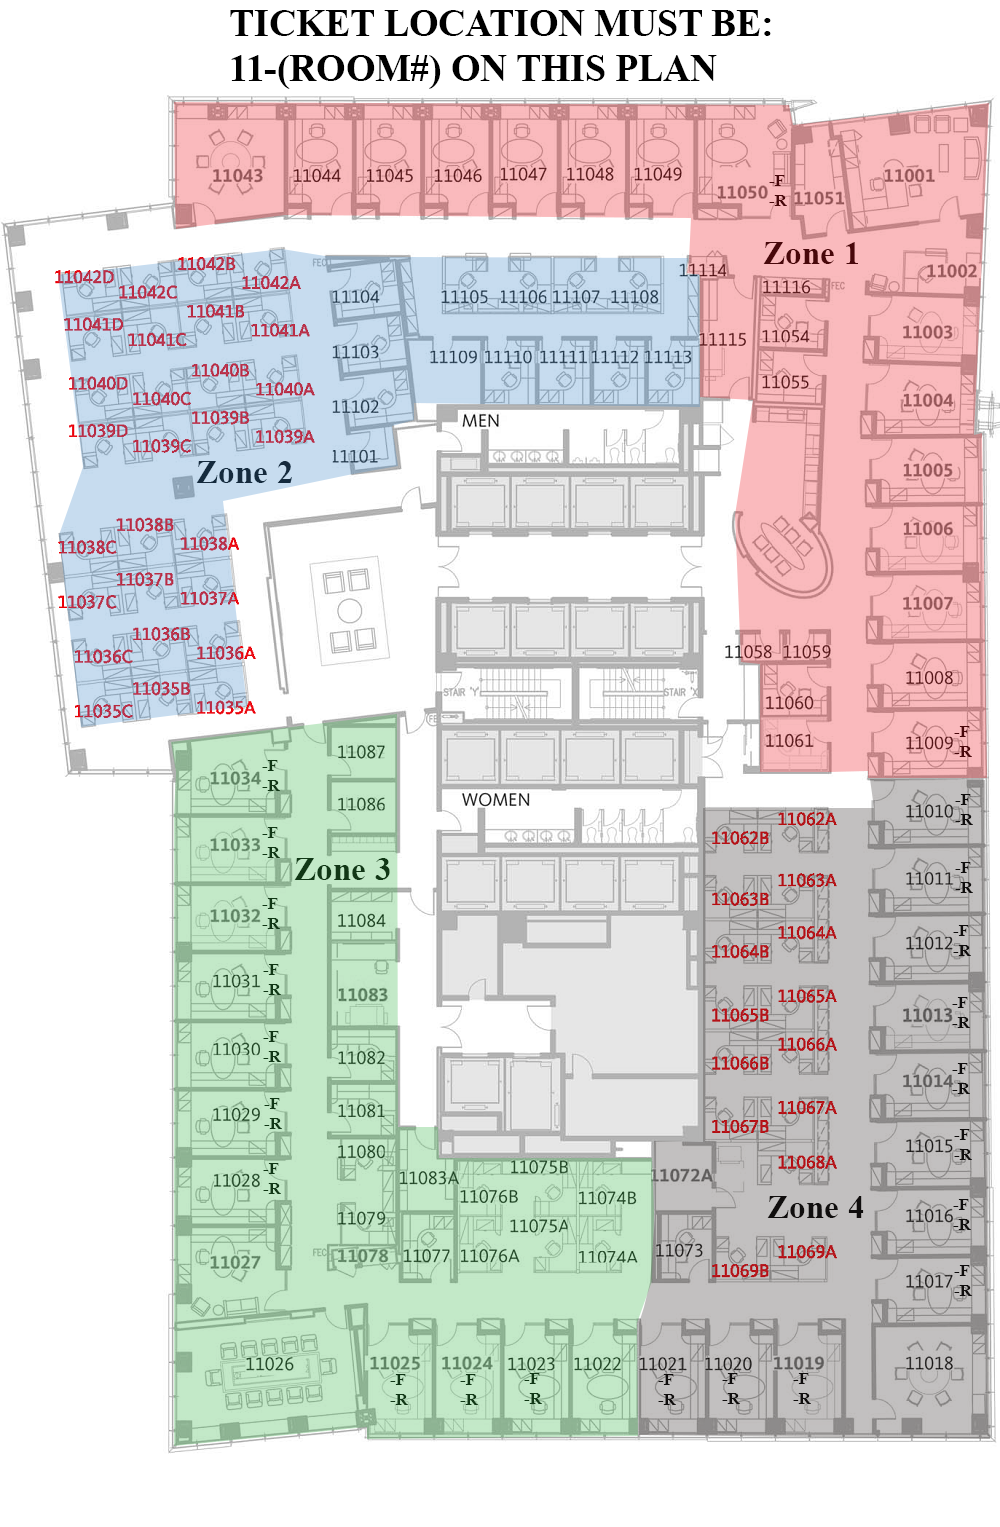 TICKET LOCATION MUST BE:
11-(ROOM#) ON THIS PLAN
11043
11044
11045
11046
11047
11048
11049
11050
-F
-R
11051
11001
Zone 1
11002
11114
11116
FEC
11003
11054
11115
11055
11004
11005
11006
11007
11058
11059
11008
11060
11061
11009
-F
-R
FEC
11042D
11042B
11042C
11042A
11041D
11041B
11041C
11041A
11040D
11040B
11040C
11040A
11039D
11039B
11039C
11039A
11104
11103
11102
11101
11105
11106
11107
11108
11109
11110
11111
11112
11113
Zone 2
11038B
11038C
11038A
11037B
11037C
11037A
11036B
11036C
11036A
11035B
11035C
11035A
MEN
STAIR 'Y'
STAIR 'X'
FE
WOMEN
11087
11034
-F
-R
11086
11033
-F
-R
Zone 3
11032
-F
-R
11084
11031
-F
-R
11083
11030
-F
-R
11082
11029
-F
-R
11081
11080
11028
-F
-R
11083A
11079
11027
FEC
11078
11077
11075B
11076B
11074B
11075A
11076A
11074A
11026
11025
-F
-R
11024
-F
-R
11023
-F
-R
11022
11062A
11062B
11010
-F
-R
11063A
11063B
11011
-F
-R
11064A
11064B
11012
-F
-R
11065A
11065B
11013
-F
-R
11066A
11066B
11014
-F
-R
11067A
11067B
11015
-F
-R
11068A
11072A
Zone 4
11016
-F
-R
11073
11069A
11069B
11017
-F
-R
11021
-F
-R
11020
-F
-R
11019
-F
-R
11018